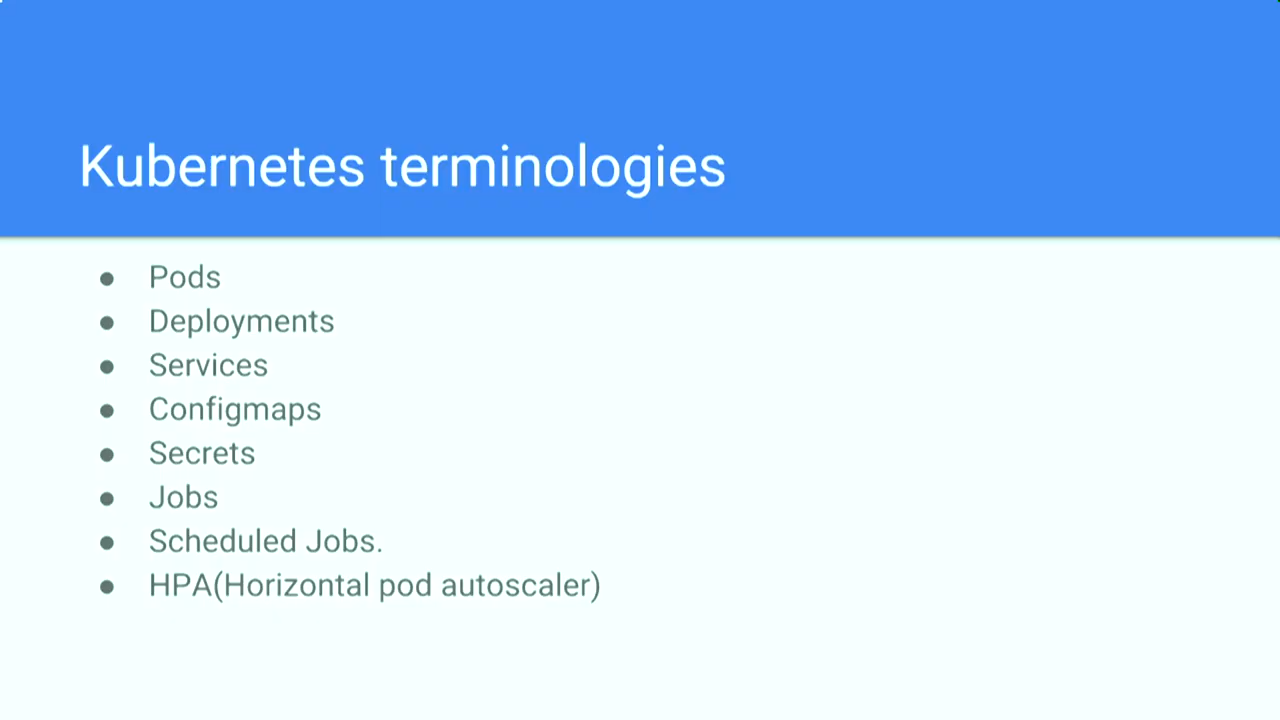 Kubernetes terminologies
● Pods
● Deployments
● Services
● Configmaps
● Secrets
● Jobs
● Scheduled Jobs.
● HPA(Horizontal pod autoscaler)